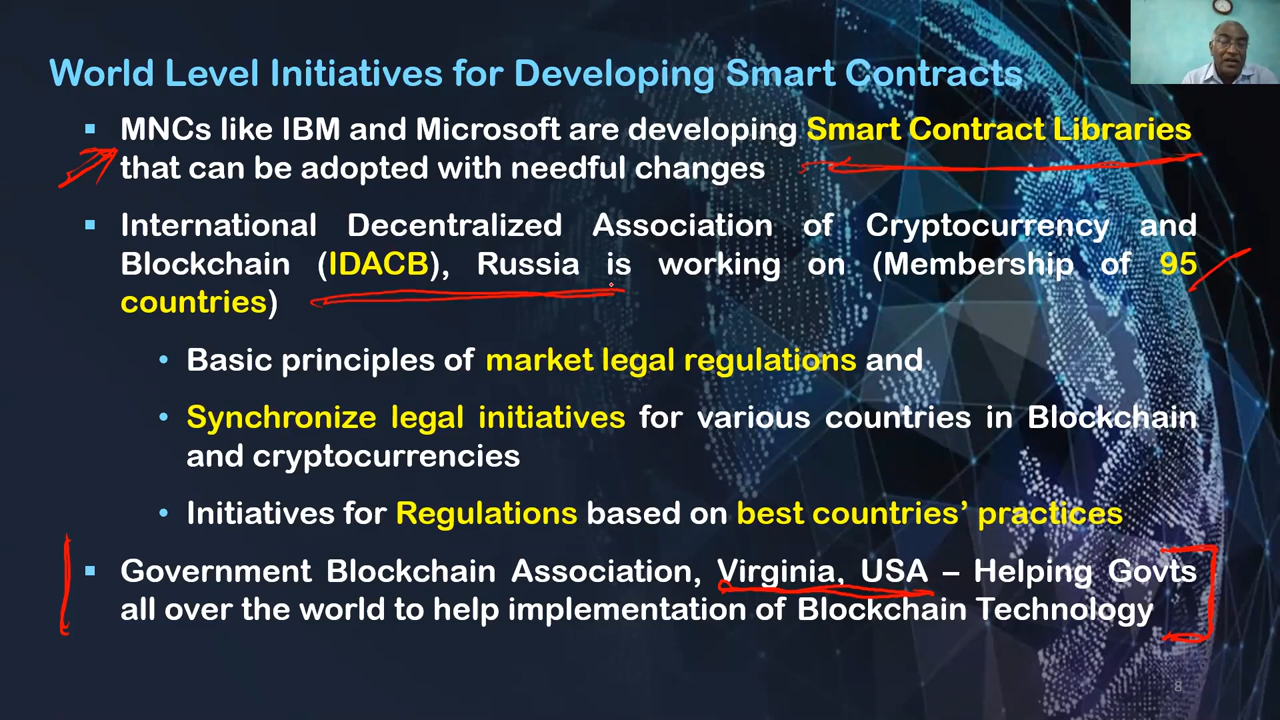 World Level Initiatives for Developing Smart Contracts
▪ MNCs like IBM and Microsoft are developing Smart Contract Libraries
that can be adopted with needful changes
▪ International Decentralized Association of Cryptocurrency and
Blockchain (IDACB), Russia is working on (Membership of 95
countries)
• Basic principles of market legal regulations and
• Synchronize legal initiatives for various countries in Blockchain
and cryptocurrencies
• Initiatives for Regulations based on best countries’ practices
▪ Government Blockchain Association, Virginia, USA – Helping Govts
all over the world to help implementation of Blockchain Technology
8